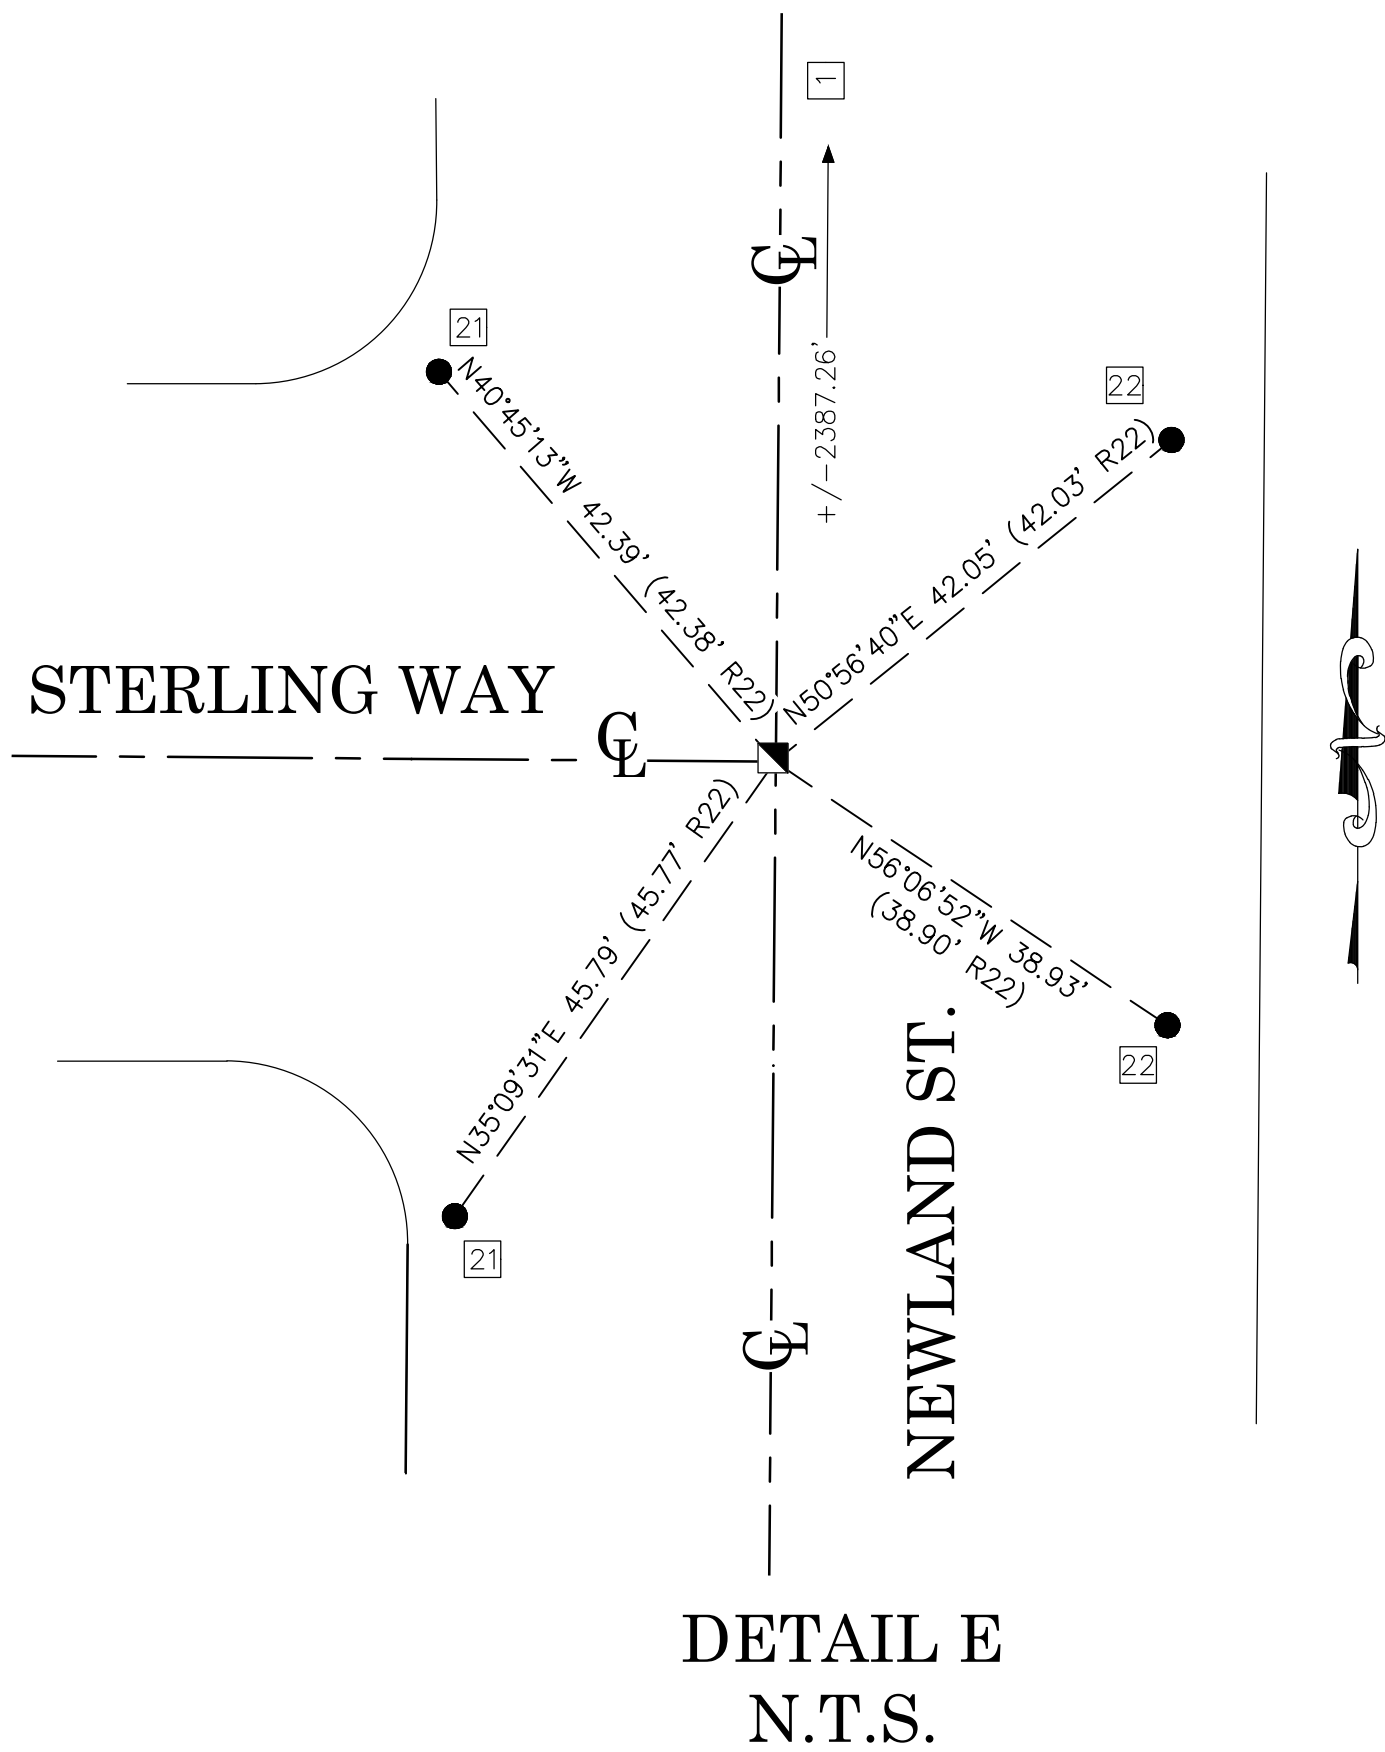 1
21
22
+/-2387.26'
N40°45'13"W 42.39' (42.38' R22)
N50°56'40"E 42.05' (42.03' R22)
STERLING WAY
CL
CL
N35°09'31"E 45.79' (45.77' R22)
N56°06'52"W 38.93'
(38.90' R22)
22
21
NEWLAND ST.
CL
DETAIL E
N.T.S.